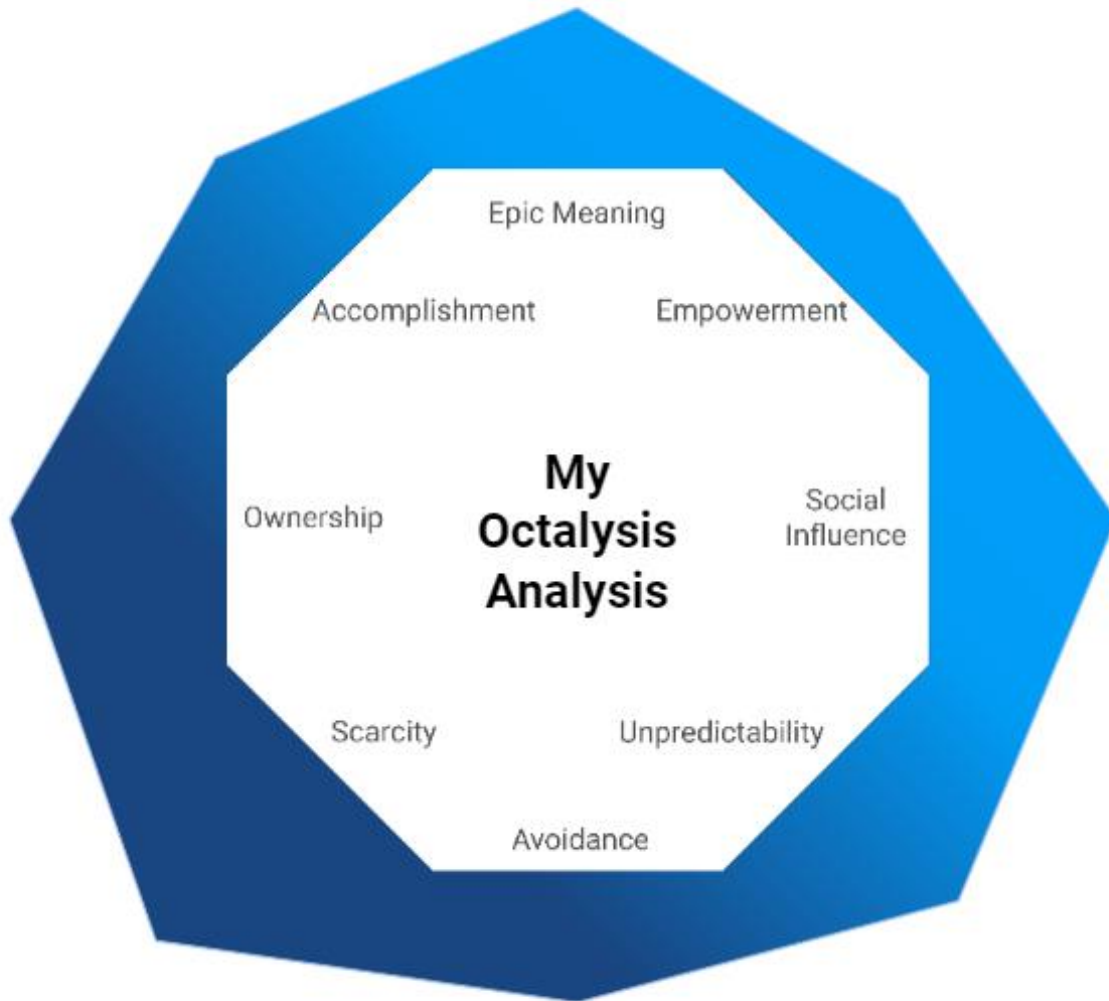 Epic Meaning
Accomplishment
Empowerment
My
Octalysis
Analysis
Ownership
Social
Influence
Scarcity
Unpredictability
Avoidance